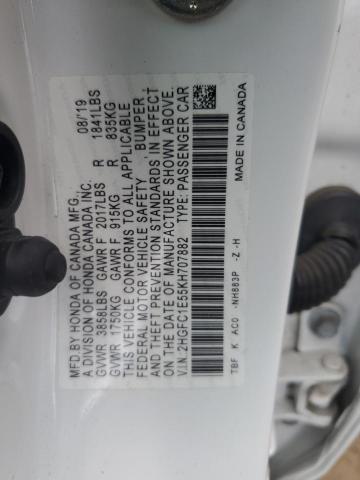 MFD. BY HONDA OF CANADA MFG. 08/19
A DIVISION OF HONDA CANADA INC.
GVWR 3858LBS GAWR F 2017LBS R 1841LBS
GVWR 1750KG GAWR F 915KG R 835KG
THIS VEHICLE CONFORMS TO ALL APPLICABLE
FEDERAL MOTOR VEHICLE SAFETY, BUMPER,
AND THEFT PREVENTION STANDARDS IN EFFECT
ON THE DATE OF MANUFACTURE SHOWN ABOVE.
V.I.N. 2HGFC1E55KH707882 TYPE: PASSENGER CAR
MADE IN CANADA
TBF K AC0 -NH883P -Z -H